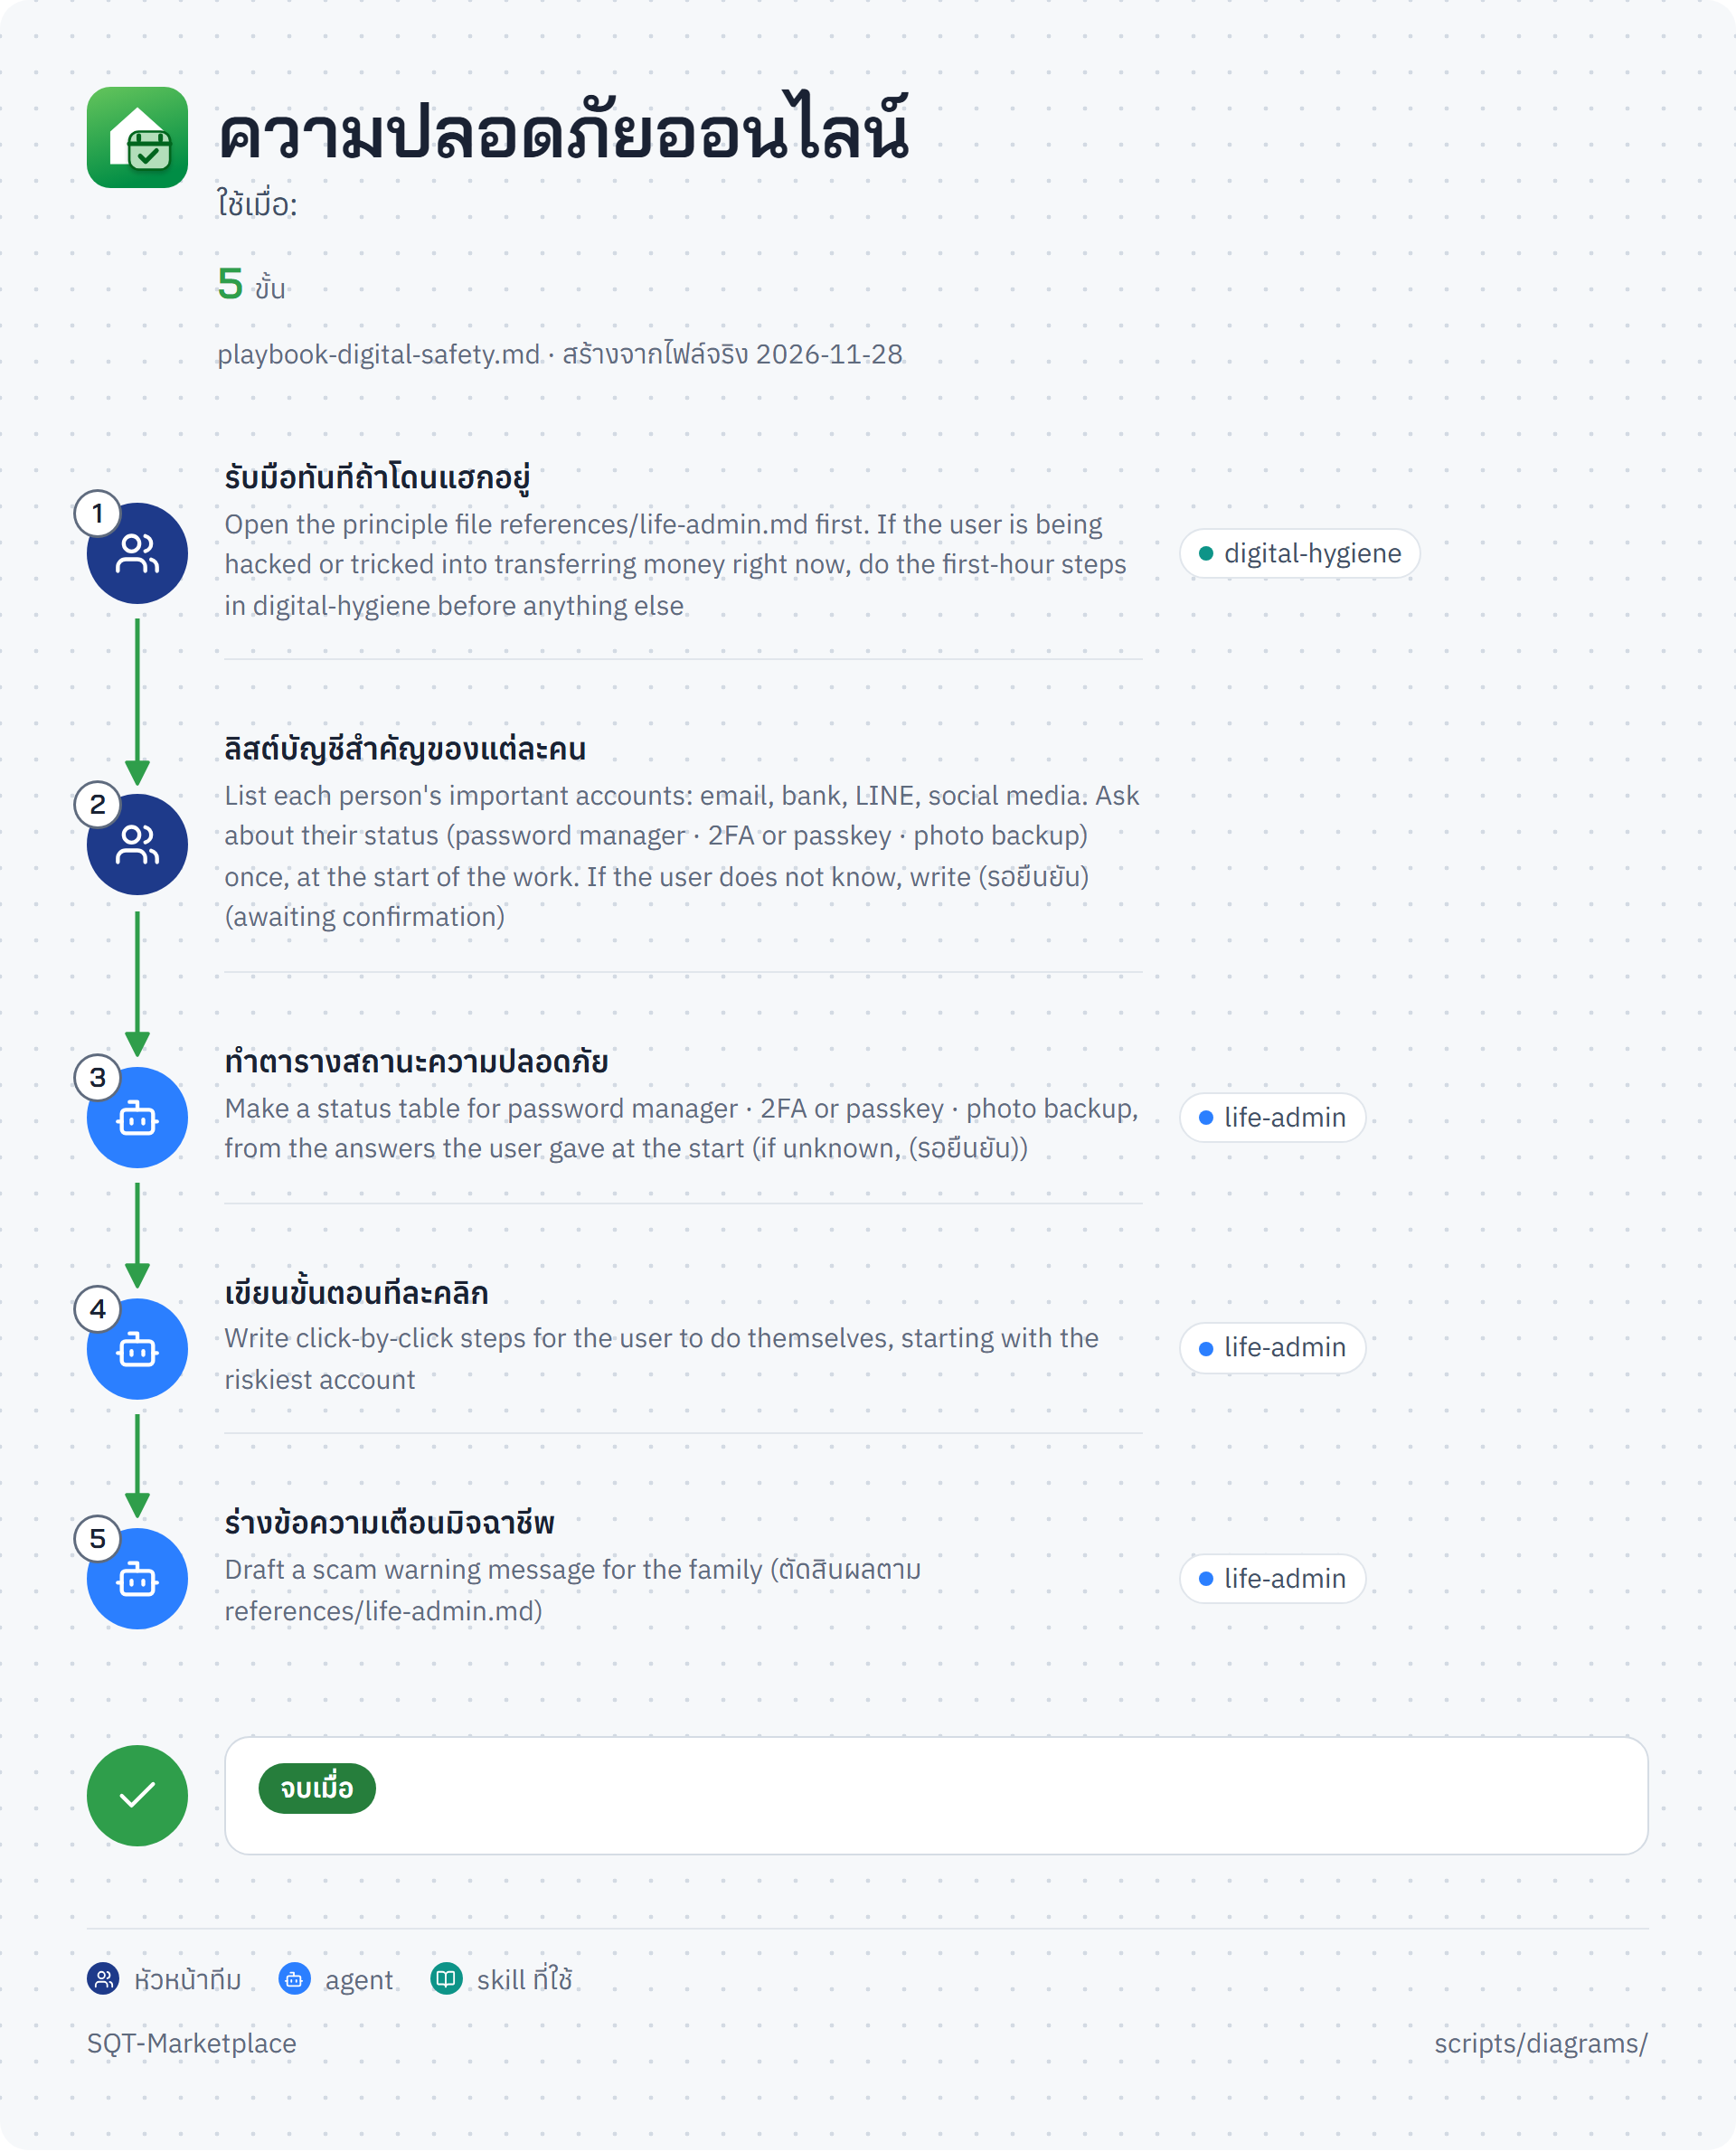 ความปลอดภัยออนไลน์
ใช้เมื่อ:
5 ขั้น
playbook-digital-safety.md · สร้างจากไฟล์จริง 2026-11-28
1
รับมือทันทีถ้าโดนแฮกอยู่
Open the principle file references/life-admin.md first. If the user is being
hacked or tricked into transferring money right now, do the first-hour steps
in digital-hygiene before anything else
digital-hygiene
2
ลิสต์บัญชีสำคัญของแต่ละคน
List each person's important accounts: email, bank, LINE, social media. Ask
about their status (password manager · 2FA or passkey · photo backup)
once, at the start of the work. If the user does not know, write (รอยืนยัน)
(awaiting confirmation)
3
ทำตารางสถานะความปลอดภัย
Make a status table for password manager · 2FA or passkey · photo backup,
from the answers the user gave at the start (if unknown, (รอยืนยัน))
life-admin
4
เขียนขั้นตอนทีละคลิก
Write click-by-click steps for the user to do themselves, starting with the
riskiest account
life-admin
5
ร่างข้อความเตือนมิจฉาชีพ
Draft a scam warning message for the family (ตัดสินผลตาม
references/life-admin.md)
life-admin
จบเมื่อ
หัวหน้าทีม agent skill ที่ใช้
SQT-Marketplace scripts/diagrams/